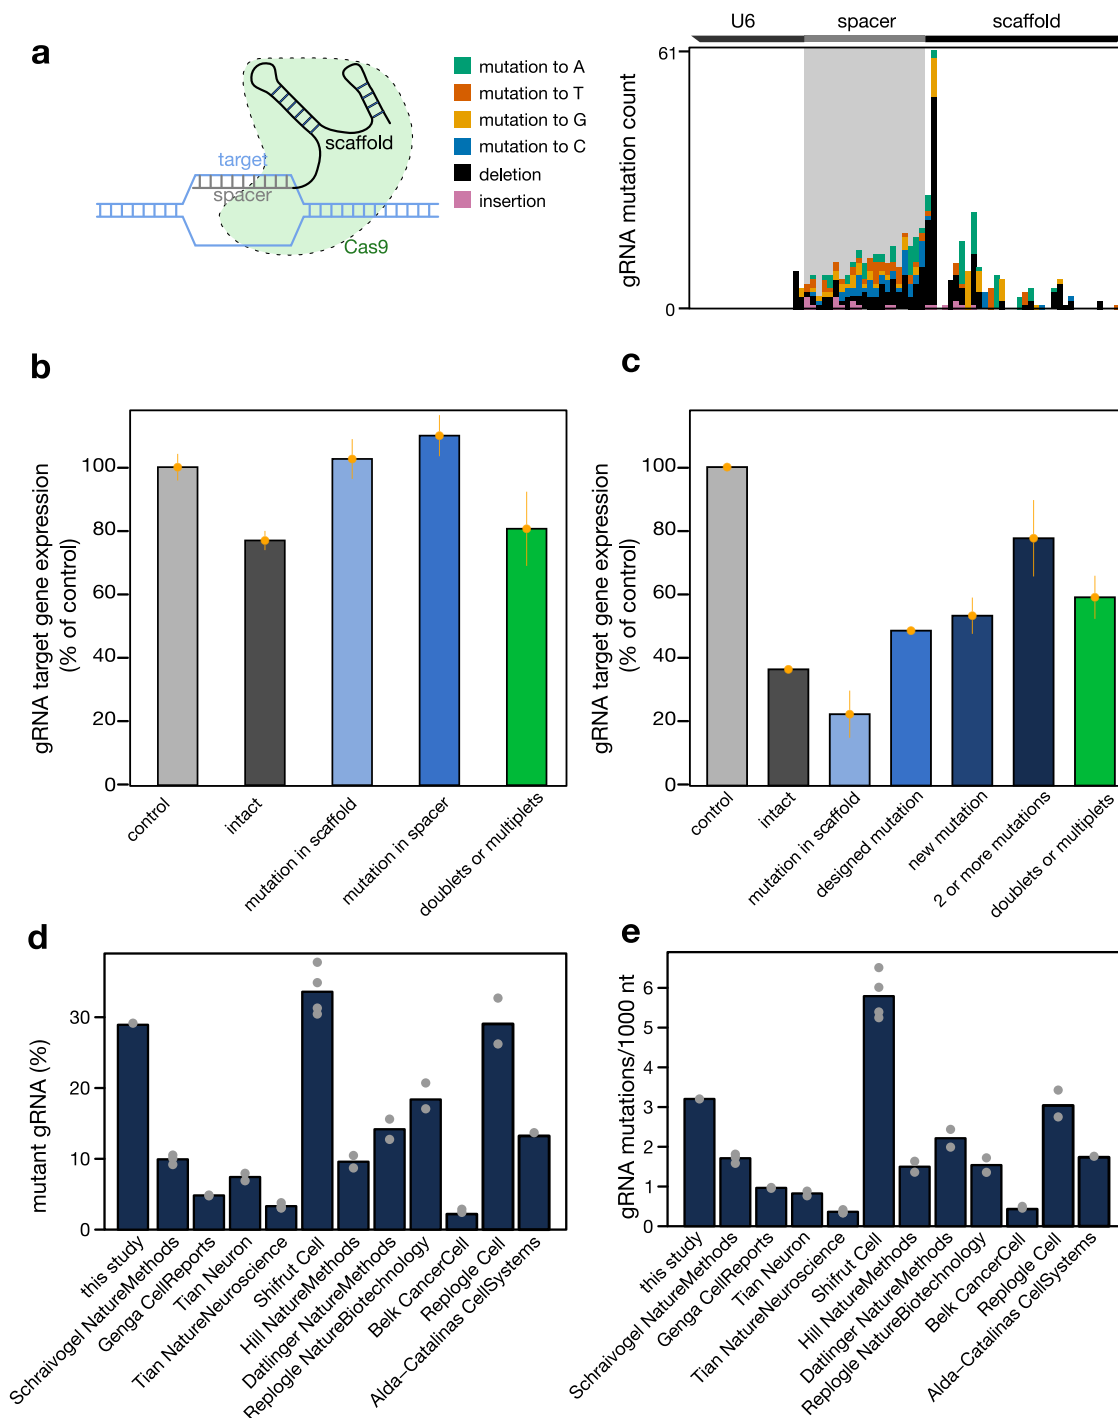 a
target
spacer
scaffold
Cas9
mutation to A
mutation to T
mutation to G
mutation to C
deletion
insertion
U6 spacer scaffold
gRNA mutation count
61
0
b
gRNA target gene expression
(% of control)
100
80
60
40
20
0
control
intact
mutation in scaffold
mutation in spacer
doublets or multiplets
c
gRNA target gene expression
(% of control)
100
80
60
40
20
0
control
intact
mutation in scaffold
designed mutation
new mutation
2 or more mutations
doublets or multiplets
d
mutant gRNA (%)
30
20
10
0
this study
Schraivogel NatureMethods
Genga CellReports
Tian Neuron
Tian NatureNeuroscience
Shifrut Cell
Hill NatureMethods
Datlinger NatureMethods
Replogle NatureBiotechnology
Belk CancerCell
Replogle Cell
Alda−Catalinas CellSystems
e
gRNA mutations/1000 nt
6
5
4
3
2
1
0
this study
Schraivogel NatureMethods
Genga CellReports
Tian Neuron
Tian NatureNeuroscience
Shifrut Cell
Hill NatureMethods
Datlinger NatureMethods
Replogle NatureBiotechnology
Belk CancerCell
Replogle Cell
Alda−Catalinas CellSystems